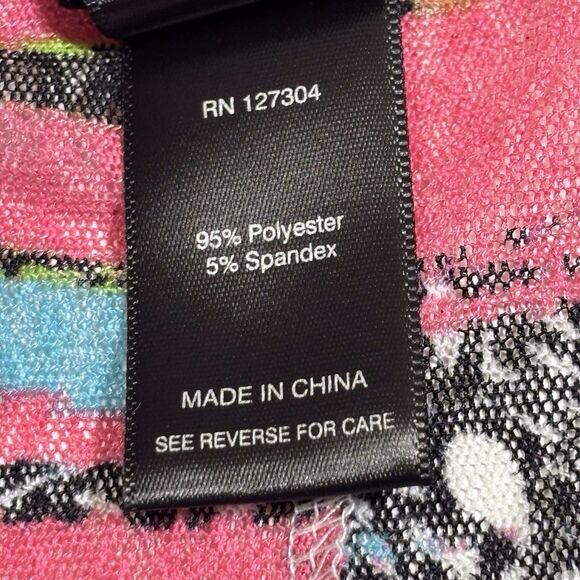 RN 127304
95% Polyester
5% Spandex
MADE IN CHINA
SEE REVERSE FOR CARE